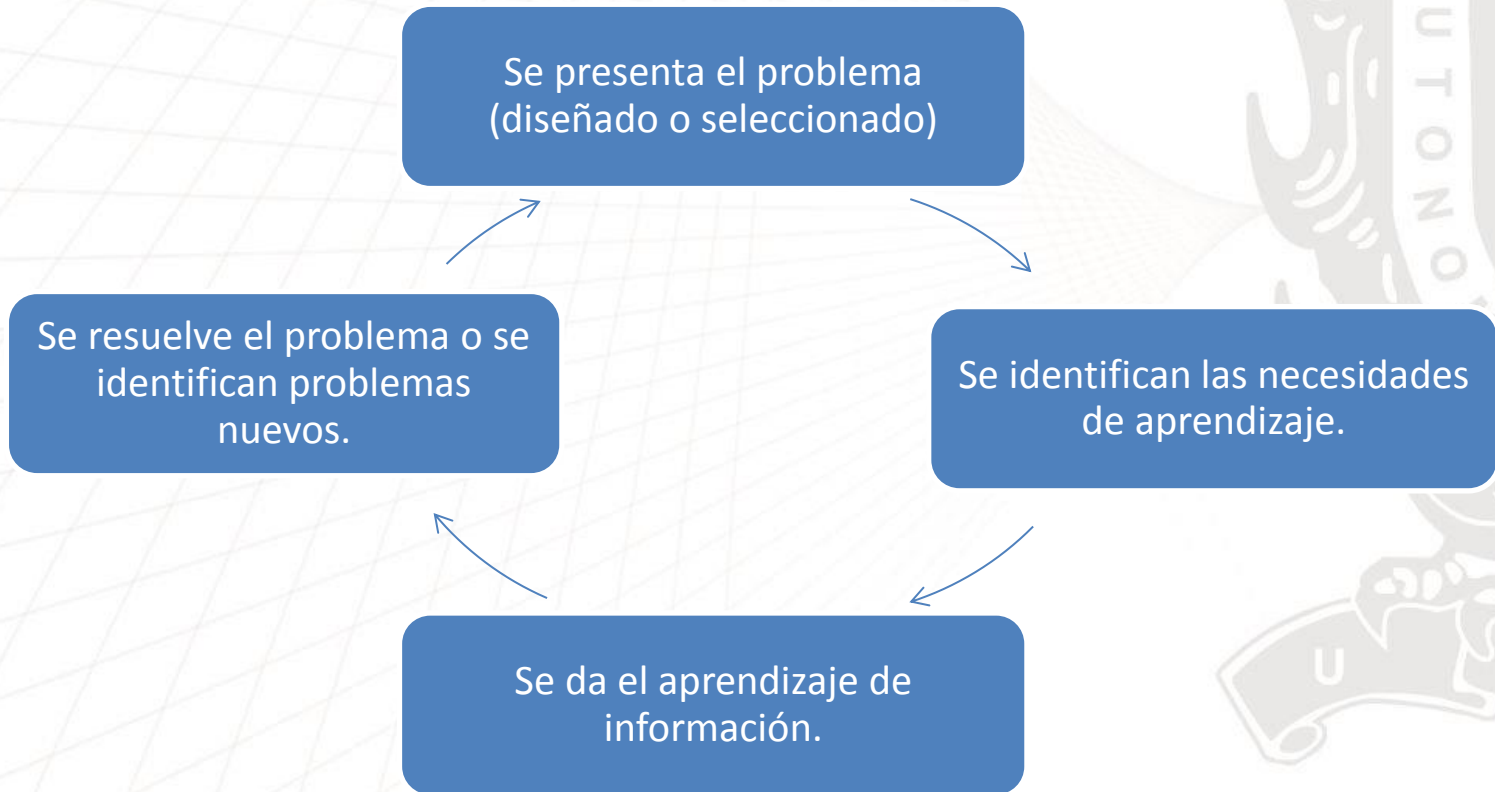 Se presenta el problema
(diseñado o seleccionado)
Se resuelve el problema o se
identifican problemas
nuevos.
Se identifican las necesidades
de aprendizaje.
Se da el aprendizaje de
información.
U T O N O
U